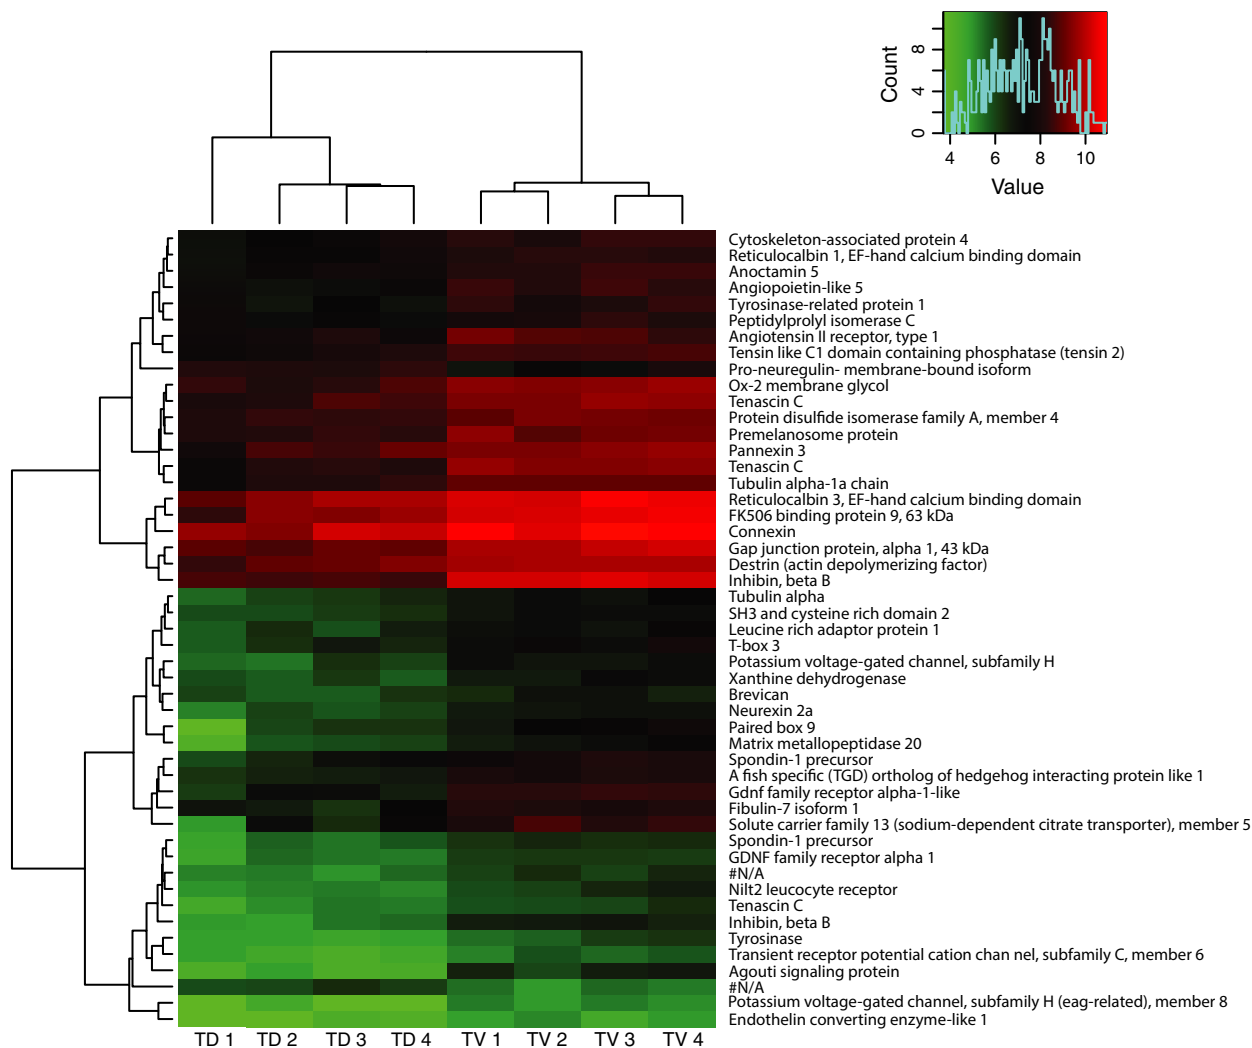 Count
0 4 8
4 6 8 10
Value
Cytoskeleton-associated protein 4
Reticulocalbin 1, EF-hand calcium binding domain
Anoctamin 5
Angiopoietin-like 5
Tyrosinase-related protein 1
Peptidylprolyl isomerase C
Angiotensin II receptor, type 1
Tensin like C1 domain containing phosphatase (tensin 2)
Pro-neuregulin- membrane-bound isoform
Ox-2 membrane glycol
Tenascin C
Protein disulfide isomerase family A, member 4
Premelanosome protein
Pannexin 3
Tenascin C
Tubulin alpha-1a chain
Reticulocalbin 3, EF-hand calcium binding domain
FK506 binding protein 9, 63 kDa
Connexin
Gap junction protein, alpha 1, 43 kDa
Destrin (actin depolymerizing factor)
Inhibin, beta B
Tubulin alpha
SH3 and cysteine rich domain 2
Leucine rich adaptor protein 1
T-box 3
Potassium voltage-gated channel, subfamily H
Xanthine dehydrogenase
Brevican
Neurexin 2a
Paired box 9
Matrix metallopeptidase 20
Spondin-1 precursor
A fish specific (TGD) ortholog of hedgehog interacting protein like 1
Gdnf family receptor alpha-1-like
Fibulin-7 isoform 1
Solute carrier family 13 (sodium-dependent citrate transporter), member 5
Spondin-1 precursor
GDNF family receptor alpha 1
#N/A
Nilt2 leucocyte receptor
Tenascin C
Inhibin, beta B
Tyrosinase
Transient receptor potential cation chan nel, subfamily C, member 6
Agouti signaling protein
#N/A
Potassium voltage-gated channel, subfamily H (eag-related), member 8
Endothelin converting enzyme-like 1
TD 1 TD 2 TD 3 TD 4 TV 1 TV 2 TV 3 TV 4